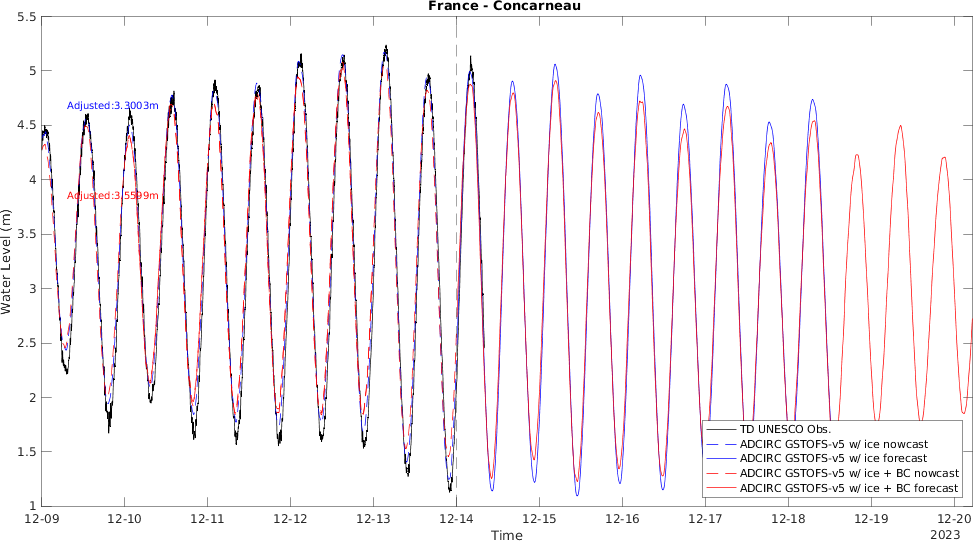 France - Concarneau
5.5
5
4.5
4
3.5
3
2.5
2
1.5
1
Water Level (m)
Adjusted:3.3003m
Adjusted:3.5599m
TD UNESCO Obs.
ADCIRC GSTOFS-v5 w/ ice nowcast
ADCIRC GSTOFS-v5 w/ ice forecast
ADCIRC GSTOFS-v5 w/ ice + BC nowcast
ADCIRC GSTOFS-v5 w/ ice + BC forecast
12-09 12-10 12-11 12-12 12-13 12-14 12-15 12-16 12-17 12-18 12-19 12-20
Time
2023